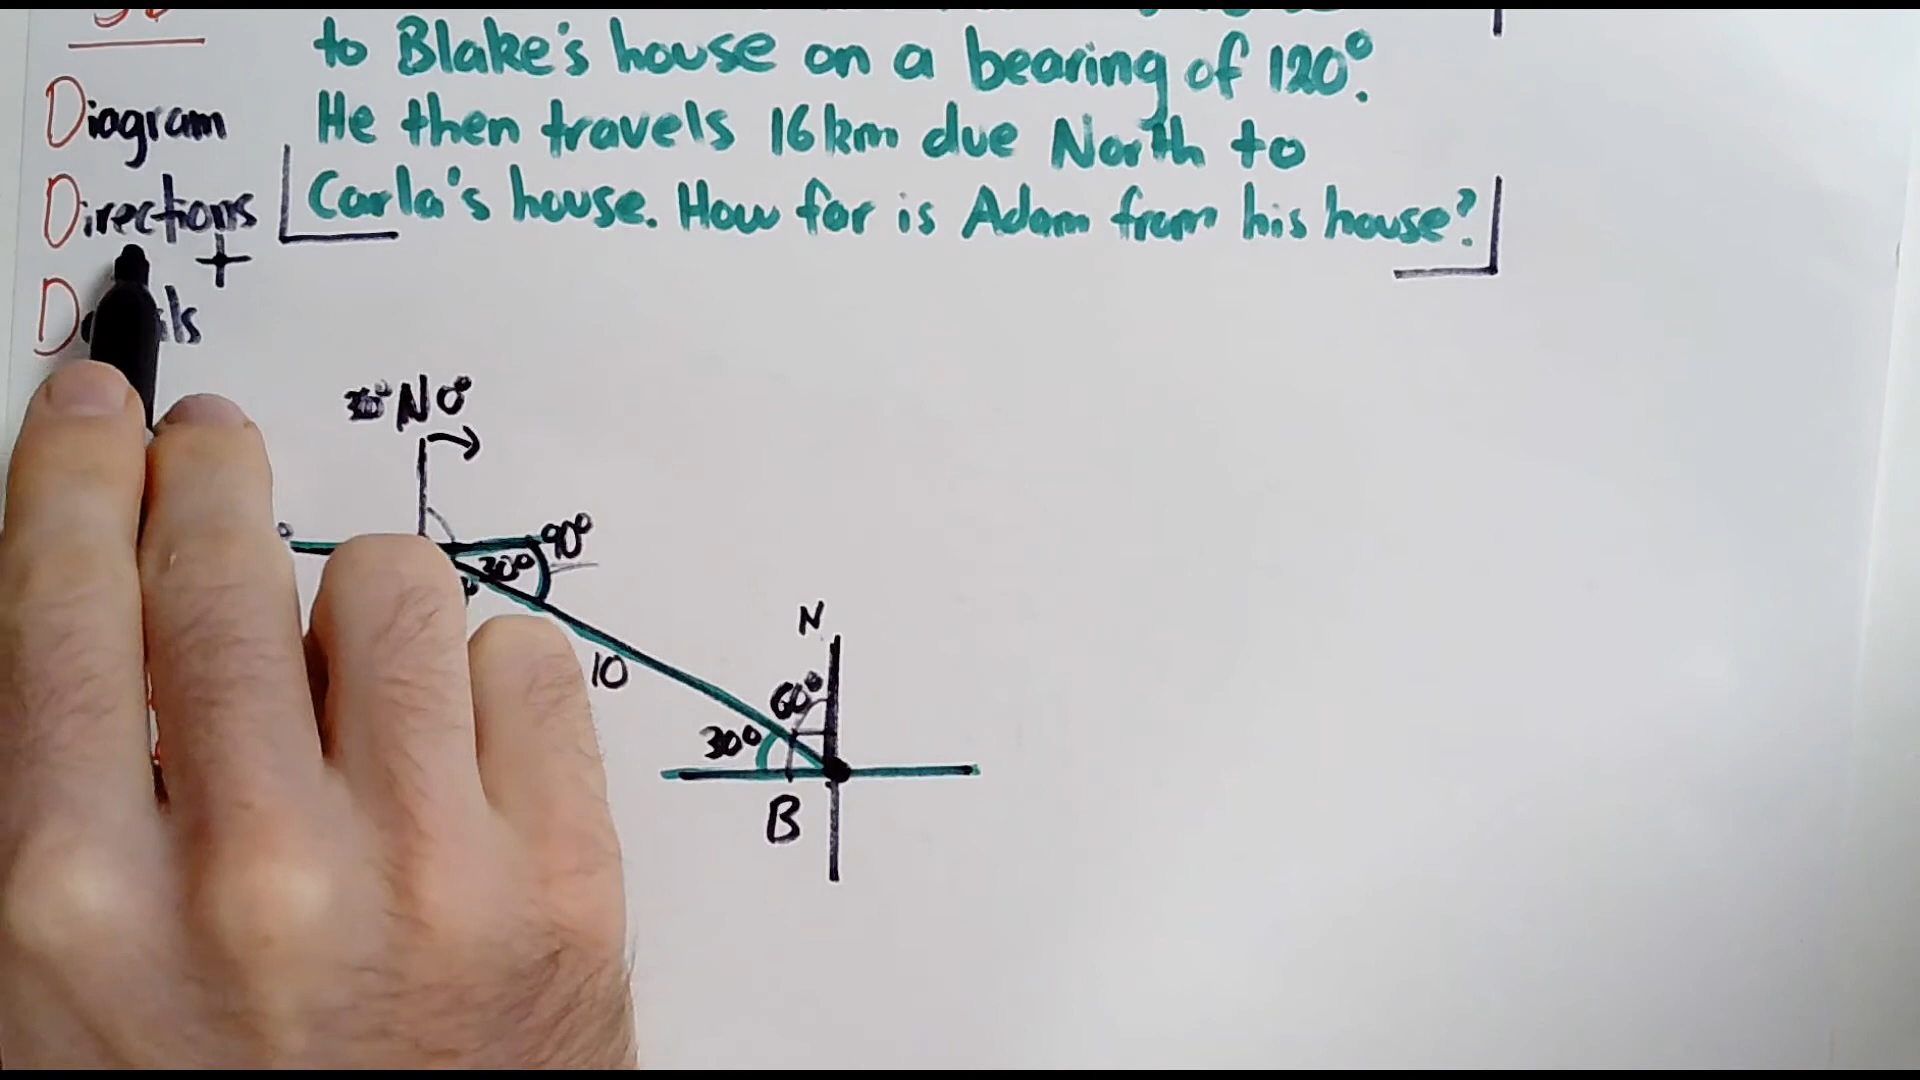 to Blake's house on a bearing of 120°.
Diagram
He then travels 16km due North to
Directions
Carla's house. How far is Adam from his house?
+
N 0°
90°
30°
10
N
60°
30°
B